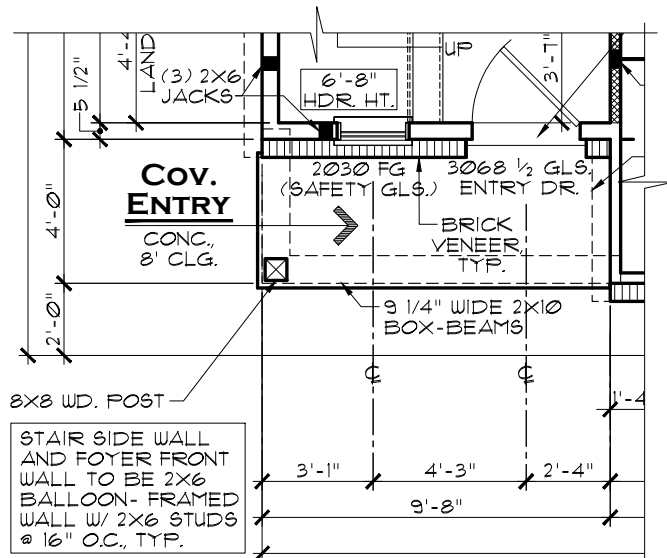 UP
4'-
LAND
5 1/2"
(3) 2X6
JACKS
6'-8"
HDR. HT.
3'-7"
2030 FG
(SAFETY GLS.)
3068 ½ GLS.
ENTRY DR.
COV.
ENTRY
CONC.,
8' CLG.
BRICK
VENEER,
TYP.
4'-0"
2'-0"
9 1/4" WIDE 2X10
BOX-BEAMS
8X8 WD. POST
℄
℄
1'-4
STAIR SIDE WALL
AND FOYER FRONT
WALL TO BE 2X6
BALLOON- FRAMED
WALL W/ 2X6 STUDS
@ 16" O.C., TYP.
3'-1"
4'-3"
2'-4"
9'-8"